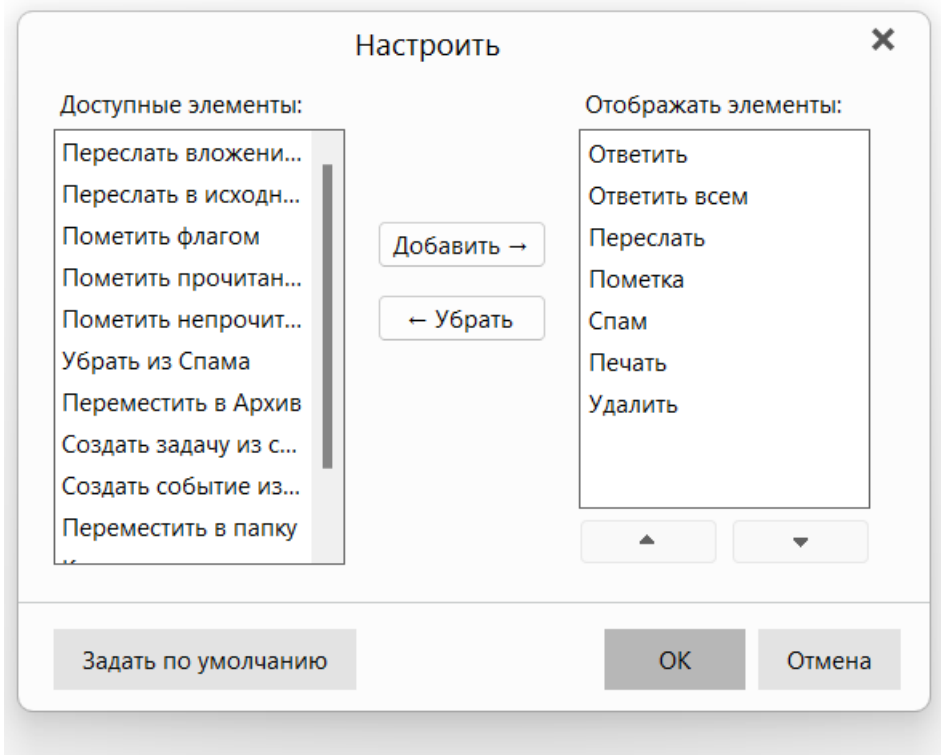 Настроить
Доступные элементы:
Переслать вложени...
Переслать в исходн...
Пометить флагом
Пометить прочитан...
Пометить непрочит...
Убрать из Спама
Переместить в Архив
Создать задачу из с...
Создать событие из...
Переместить в папку
Добавить →
← Убрать
Отображать элементы:
Ответить
Ответить всем
Переслать
Пометка
Спам
Печать
Удалить
Задать по умолчанию
ОК
Отмена